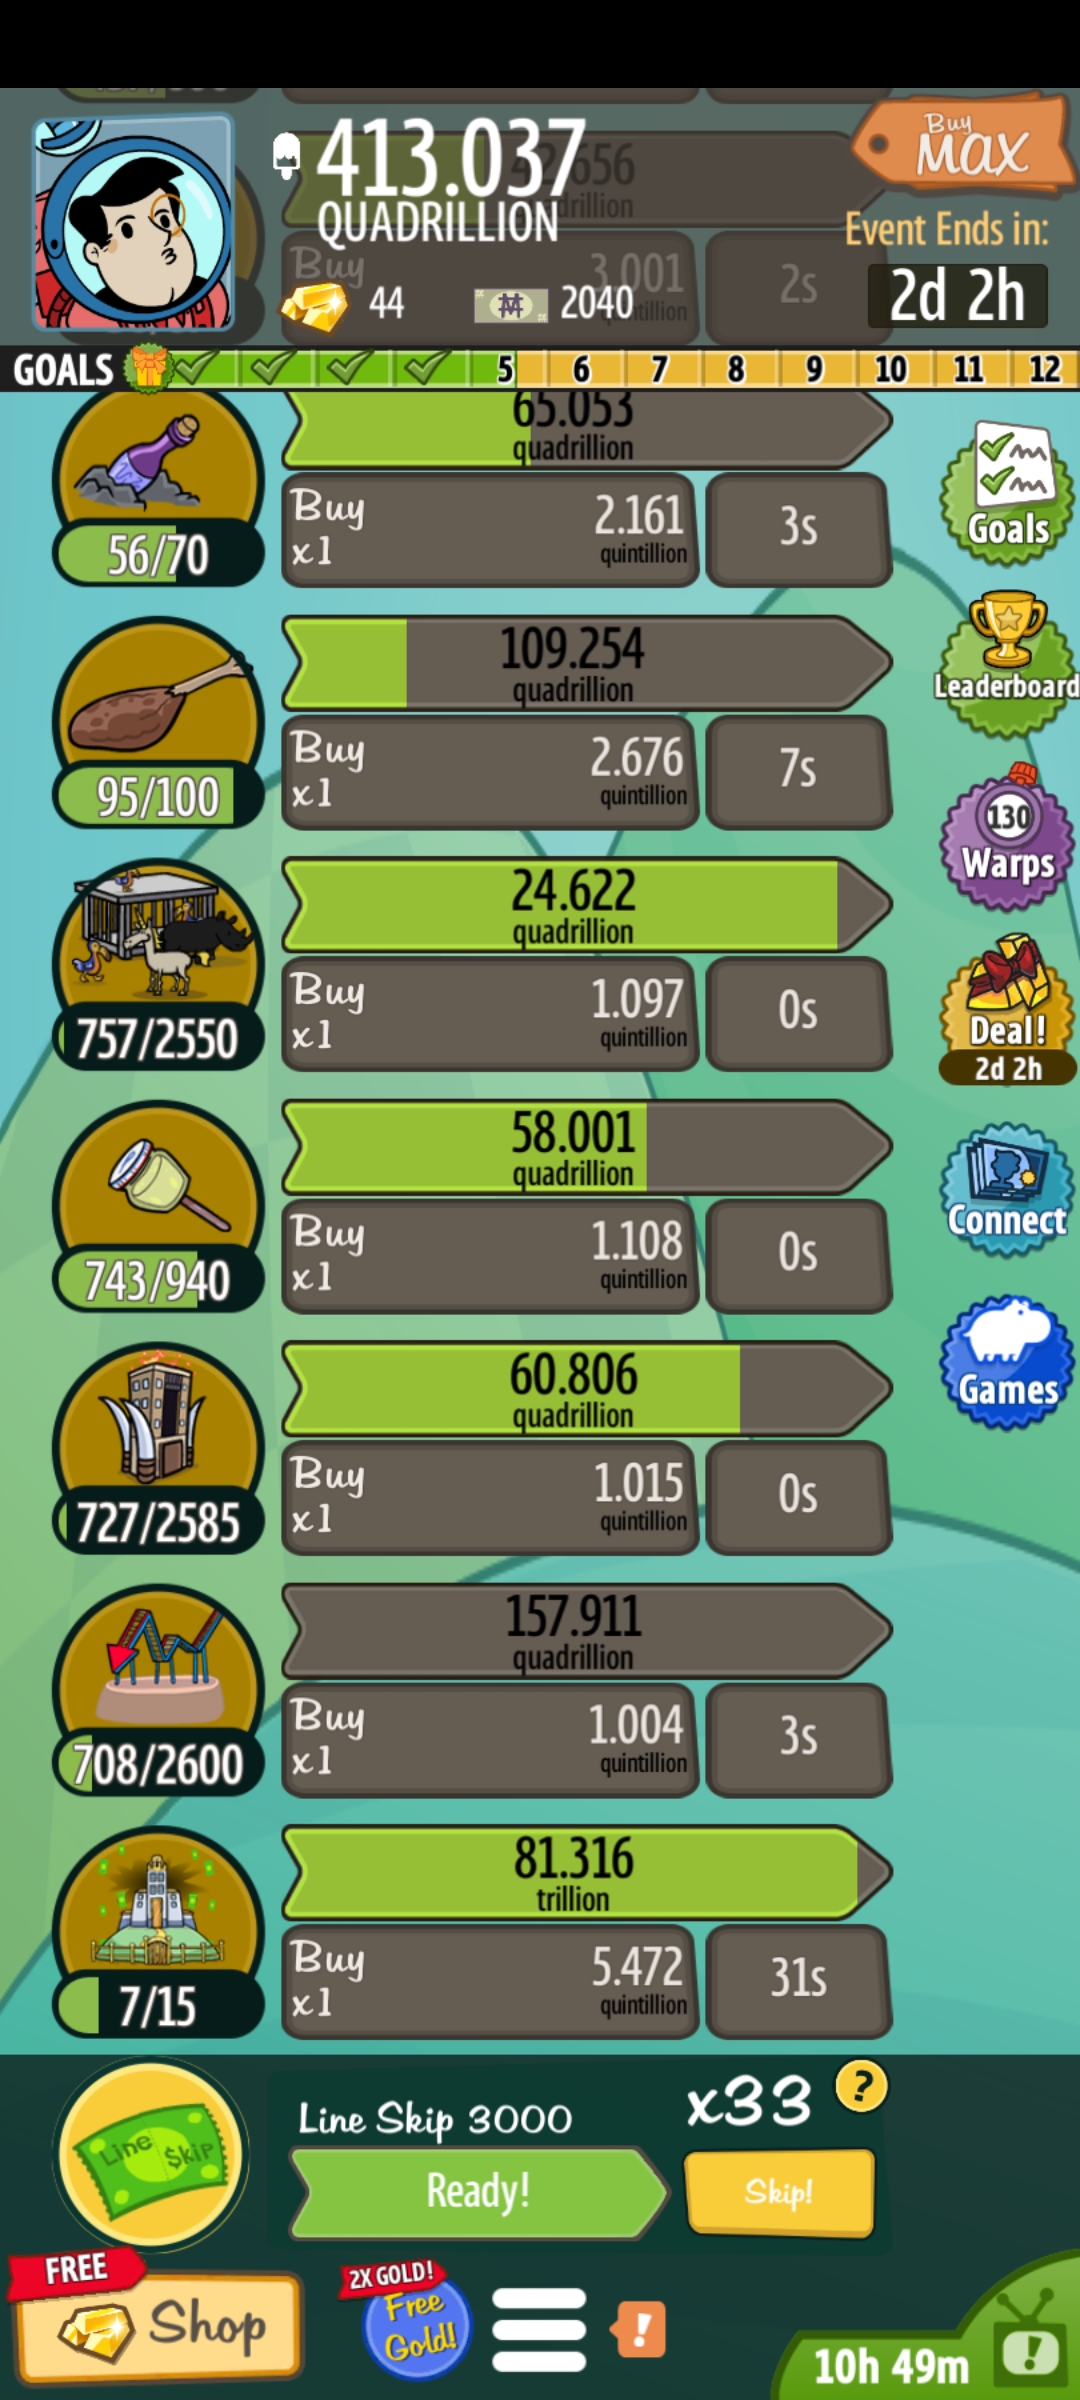 413.037
QUADRILLION
Buy
MAX
Event Ends in:
2d 2h
Buy
3.001
2s
44
2040
GOALS 5 6 7 8 9 10 11 12
65.053
quadrillion
56/70
Buy
x1
2.161
quintillion
3s
Goals
109.254
quadrillion
95/100
Buy
x1
2.676
quintillion
7s
Leaderboard
130
Warps
24.622
quadrillion
757/2550
Buy
x1
1.097
quintillion
0s
Deal!
2d 2h
58.001
quadrillion
743/940
Buy
x1
1.108
quintillion
0s
Connect
60.806
quadrillion
727/2585
Buy
x1
1.015
quintillion
0s
Games
157.911
quadrillion
708/2600
Buy
x1
1.004
quintillion
3s
81.316
trillion
7/15
Buy
x1
5.472
quintillion
31s
Line Skip
Line Skip 3000
x33
?
Ready!
Skip!
FREE
Shop
2X GOLD!
Free
Gold!
!
10h 49m
!